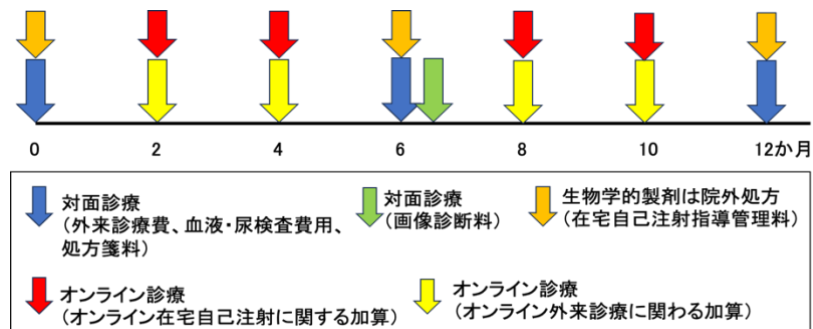 0 2 4 6 8 10 12か月
対面診療
(外来診療費、血液・尿検査費用、
処方箋料)
対面診療
(画像診断料)
生物学的製剤は院外処方
(在宅自己注射指導管理料)
オンライン診療
(オンライン在宅自己注射に関する加算)
オンライン診療
(オンライン外来診療に関わる加算)